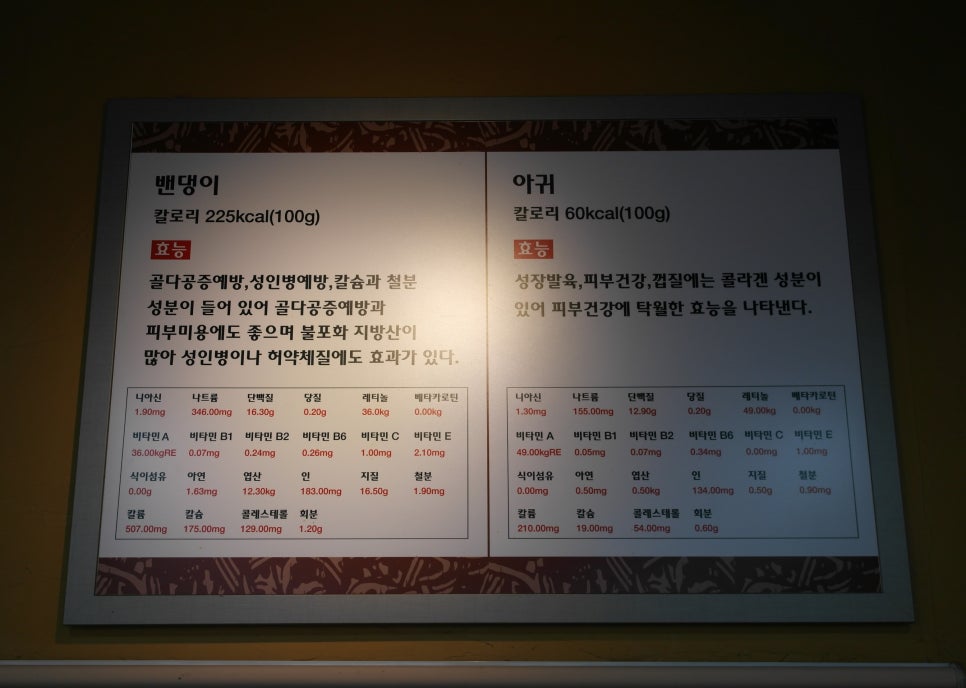 밴댕이
칼로리 225kcal(100g)
효능
골다공증예방,성인병예방,칼슘과 철분
성분이 들어 있어 골다공증예방과
피부미용에도 좋으며 불포화 지방산이
많아 성인병이나 허약체질에도 효과가 있다.
니아신 나트륨 단백질 당질 레티놀 베타카로틴
1.90mg 346.00mg 16.30g 0.20g 36.0kg 0.00kg
비타민 A 비타민 B1 비타민 B2 비타민 B6 비타민 C 비타민 E
36.00kgRE 0.07mg 0.24mg 0.26mg 1.00mg 2.10mg
식이섬유 아연 엽산 인 지질 철분
0.00g 1.63mg 12.30kg 183.00mg 16.50g 1.90mg
칼륨 칼슘 콜레스테롤 회분
507.00mg 175.00mg 129.00mg 1.20g
아귀
칼로리 60kcal(100g)
효능
성장발육,피부건강,껍질에는 콜라겐 성분이
있어 피부건강에 탁월한 효능을 나타낸다.
니아신 나트륨 단백질 당질 레티놀 베타카로틴
1.30mg 155.00mg 12.90g 0.20g 49.00kg 0.00kg
비타민 A 비타민 B1 비타민 B2 비타민 B6 비타민 C 비타민 E
49.00kgRE 0.05mg 0.07mg 0.34mg 0.00mg 1.00mg
식이섬유 아연 엽산 인 지질 철분
0.00mg 0.50mg 0.50kg 134.00mg 0.50g 0.90mg
칼륨 칼슘 콜레스테롤 회분
210.00mg 19.00mg 54.00mg 0.60g